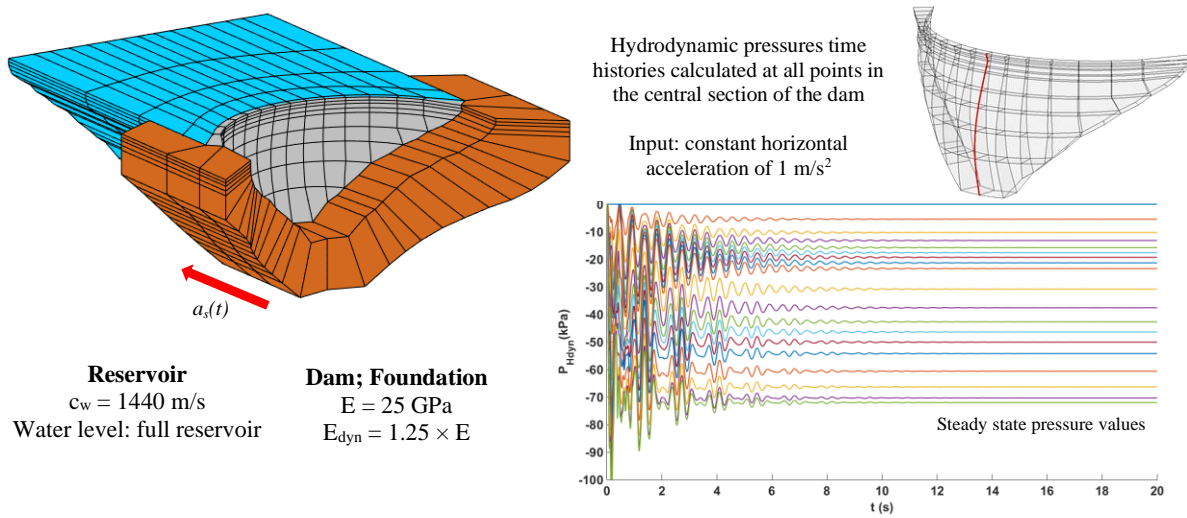 Hydrodynamic pressures time
histories calculated at all points in
the central section of the dam
Input: constant horizontal
acceleration of 1 m/s²
aₛ(t)
Reservoir
c_w = 1440 m/s
Water level: full reservoir
Dam; Foundation
E = 25 GPa
E_dyn = 1.25 × E
P_Hdyn(kPa)
0
-10
-20
-30
-40
-50
-60
-70
-80
-90
-100
Steady state pressure values
0 2 4 6 8 10 12 14 16 18 20
t (s)